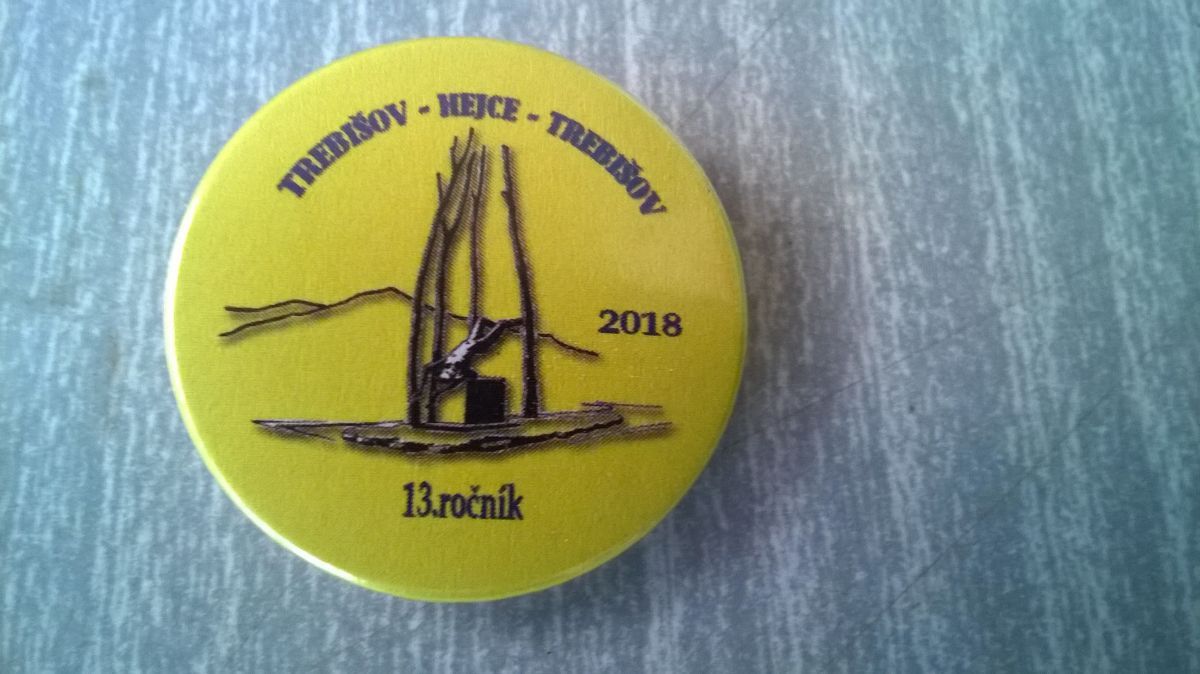 TREBIŠOV - HEJCE - TREBIŠOV
2018
13.ročník